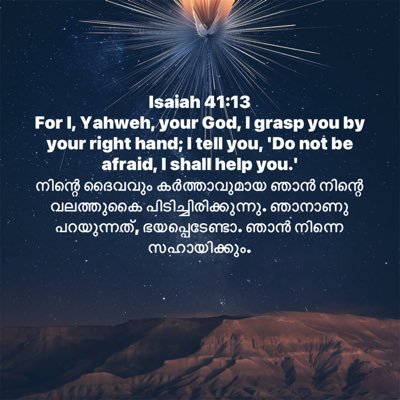 Isaiah 41:13
For I, Yahweh, your God, I grasp you by
your right hand; I tell you, 'Do not be
afraid, I shall help you.'
നിന്റെ ദൈവവും കർത്താവുമായ ഞാൻ നിന്റെ
വലത്തുകൈ പിടിച്ചിരിക്കുന്നു. ഞാനാണു
പറയുന്നത്, ഭയപ്പെടേണ്ടാ. ഞാൻ നിന്നെ
സഹായിക്കും.